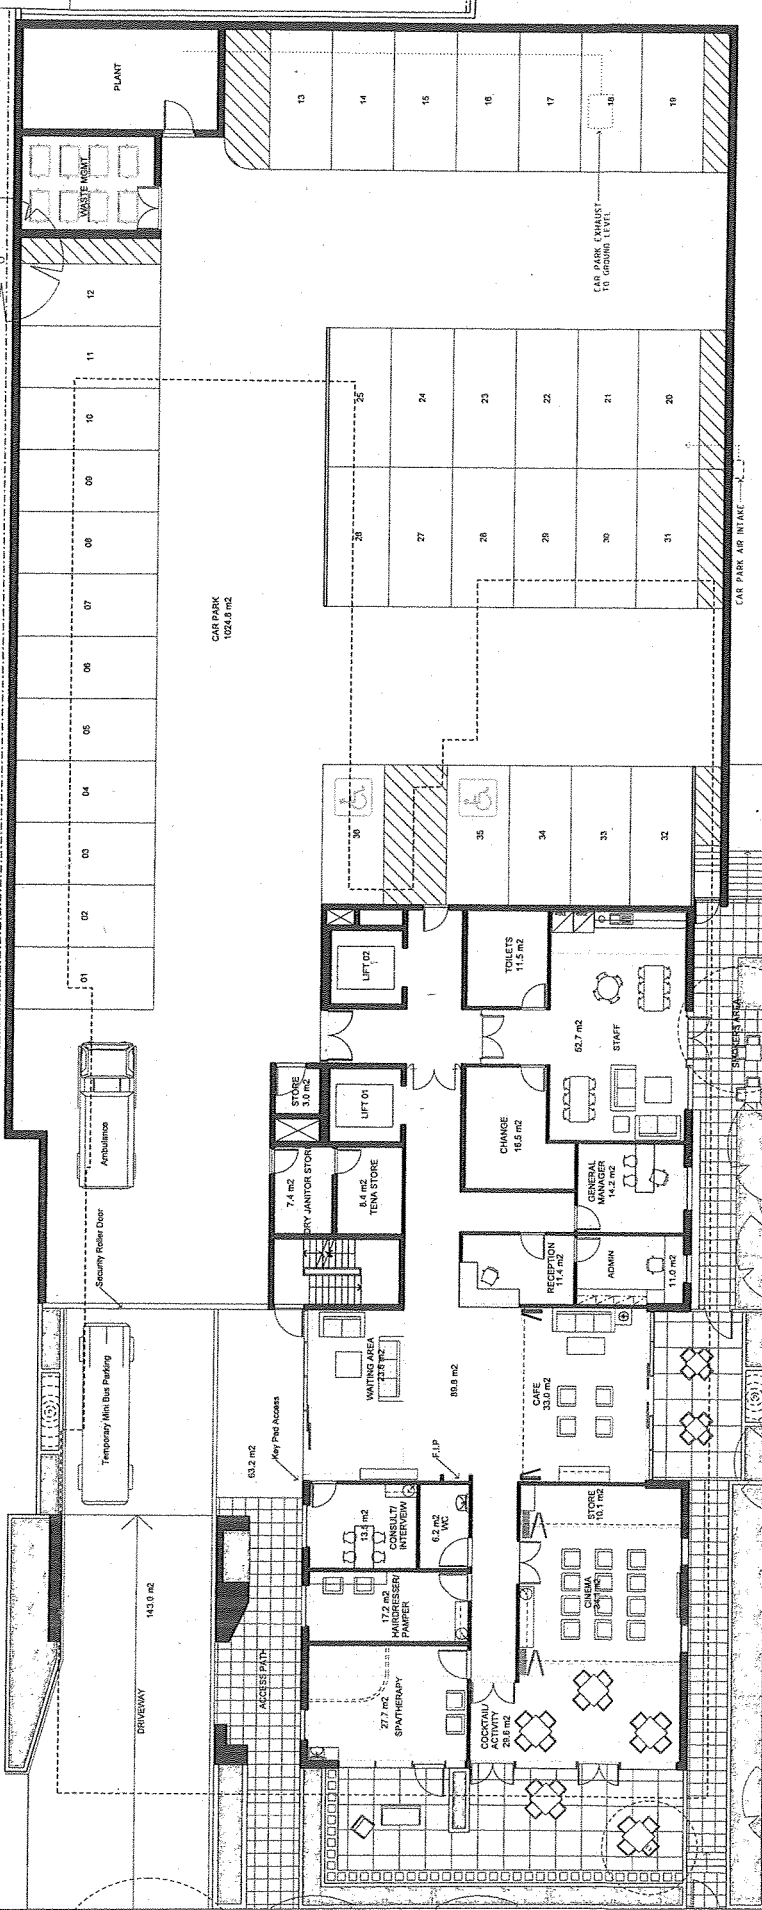 PLANT
WASTE MGMT
13
14
15
16
17
18
19
CAR PARK EXHAUST
TO GROUND LEVEL
12
11
10
09
08
07
06
05
04
03
02
01
25
24
23
22
21
20
26
27
28
29
30
31
CAR PARK AIR INTAKE
CAR PARK
1024.8 m2
36
35
34
33
32
Ambulance
Security Roller Door
Temporary Mini Bus Parking
LIFT 02
TOILETS
11.5 m2
52.7 m2
STAFF
SMOKERS AREA
STORE
3.0 m2
LIFT 01
CHANGE
16.5 m2
7.4 m2
DRY JANITOR STORE
8.4 m2
TENA STORE
GENERAL
MANAGER
14.2 m2
RECEPTION
11.4 m2
ADMIN
11.0 m2
WAITING AREA
23.6 m2
89.8 m2
CAFE
33.0 m2
63.2 m2
Key Pad Access
F.I.P
13.5 m2
CONSULT/
INTERVEIW
6.2 m2
WC
STORE
10.1 m2
17.2 m2
HAIRDRESSER/
PAMPER
CINEMA
34.1 m2
143.0 m2
DRIVEWAY
ACCESS PATH
27.7 m2
SPA/THERAPY
COCKTAIL/
ACTIVITY
29.6 m2